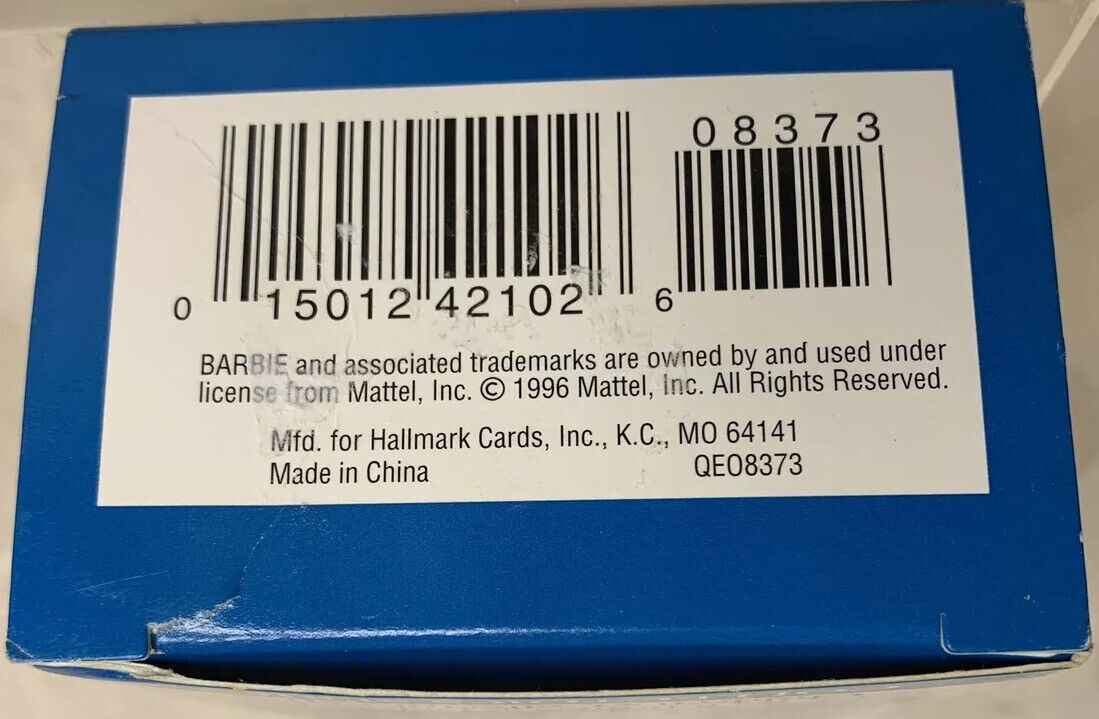 08373
0 15012 42102 6
BARBIE and associated trademarks are owned by and used under
license from Mattel, Inc. © 1996 Mattel, Inc. All Rights Reserved.
Mfd. for Hallmark Cards, Inc., K.C., MO 64141
Made in China QEO8373